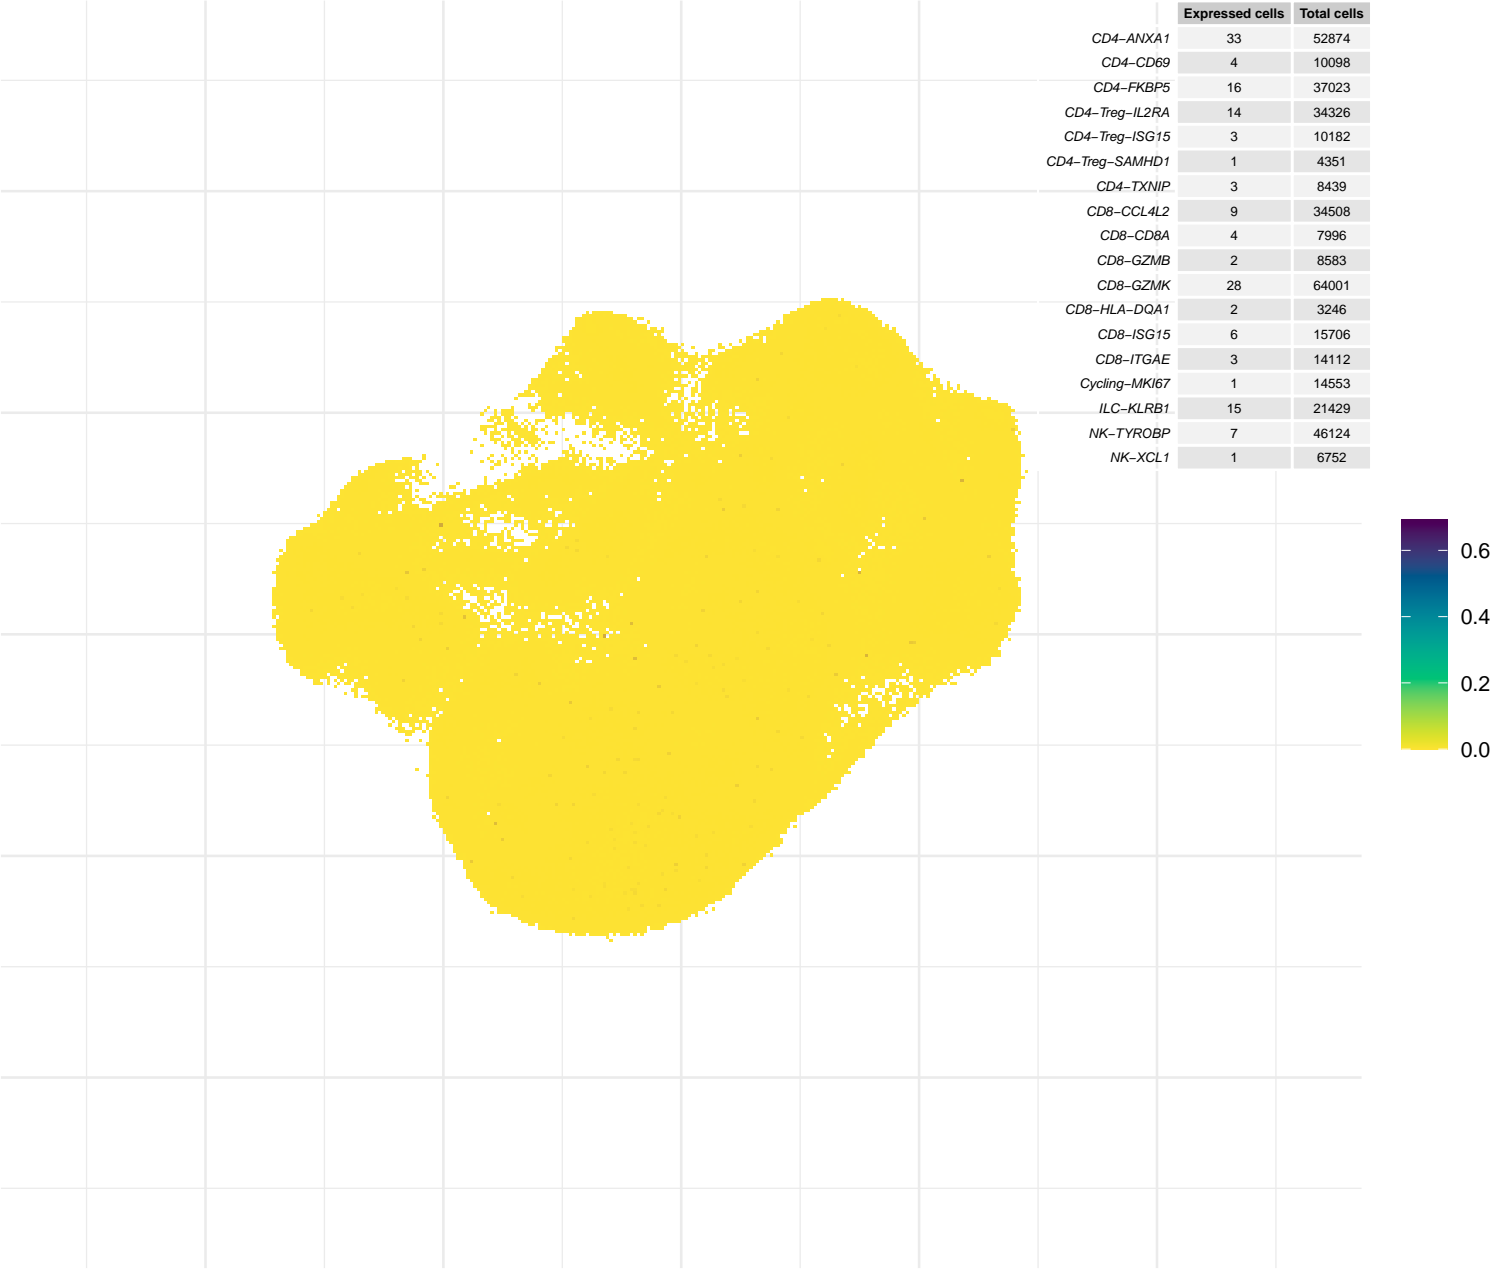 Expressed cells Total cells
CD4−ANXA1 33 52874
CD4−CD69 4 10098
CD4−FKBP5 16 37023
CD4−Treg−IL2RA 14 34326
CD4−Treg−ISG15 3 10182
CD4−Treg−SAMHD1 1 4351
CD4−TXNIP 3 8439
CD8−CCL4L2 9 34508
CD8−CD8A 4 7996
CD8−GZMB 2 8583
CD8−GZMK 28 64001
CD8−HLA−DQA1 2 3246
CD8−ISG15 6 15706
CD8−ITGAE 3 14112
Cycling−MKI67 1 14553
ILC−KLRB1 15 21429
NK−TYROBP 7 46124
NK−XCL1 1 6752
0.6
0.4
0.2
0.0